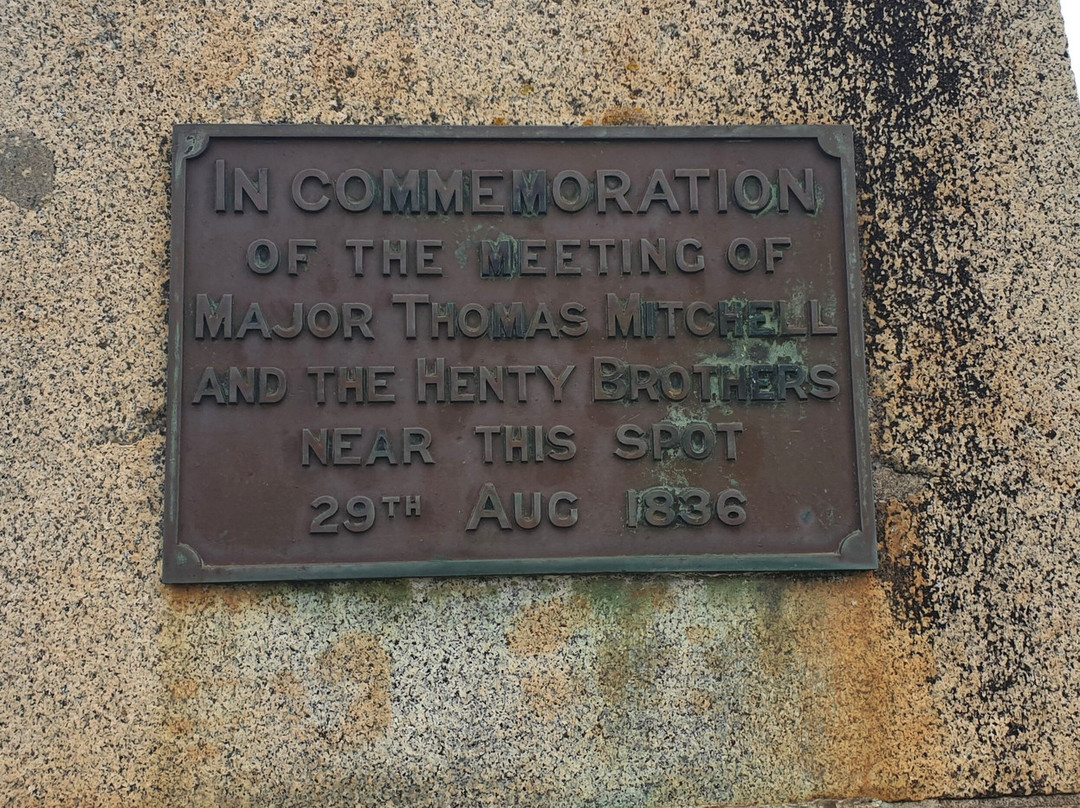 IN COMMEMORATION
OF THE MEETING OF
MAJOR THOMAS MITCHELL
AND THE HENTY BROTHERS
NEAR THIS SPOT
29TH AUG 1836